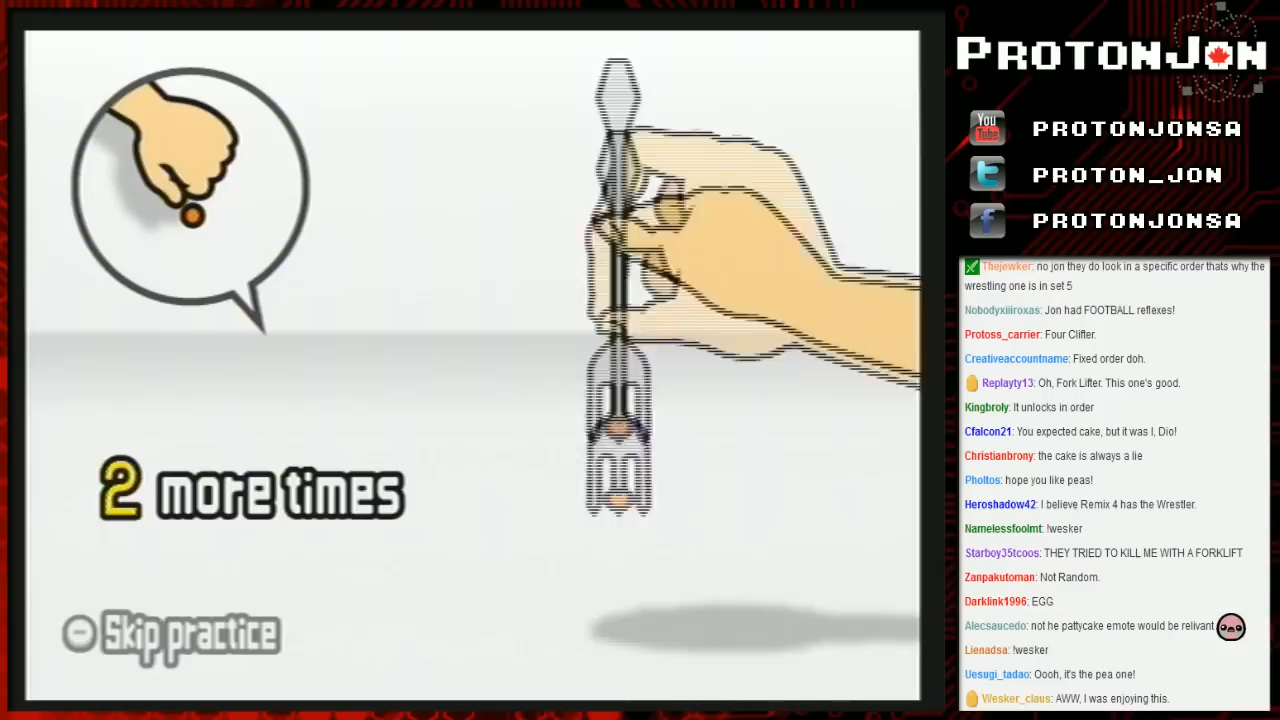 2 more times
Skip practice
PROTONJON
You Tube PROTONJONSA
PROTON_JON
PROTONJONSA
Thejewker: no jon they do look in a specific order thats why the
wrestling one is in set 5
Nobodyxiiiroxas: Jon had FOOTBALL reflexes!
Protoss_carrier: Four Clifter.
Creativeaccountname: Fixed order doh.
Replayty13: Oh, Fork Lifter. This one's good.
Kingbroly: It unlocks in order
Cfalcon21: You expected cake, but it was I, Dio!
Christianbrony: the cake is always a lie
Pholtos: hope you like peas!
Heroshadow42: I believe Remix 4 has the Wrestler.
Namelessfoolmt: !wesker
Starboy35tcoos: THEY TRIED TO KILL ME WITH A FORKLIFT
Zanpakutoman: Not Random.
Darklink1996: EGG
Alecsaucedo: not he pattycake emote would be relivant
Lienadsa: !wesker
Uesugi_tadao: Oooh, it's the pea one!
Wesker_claus: AWW, I was enjoying this.